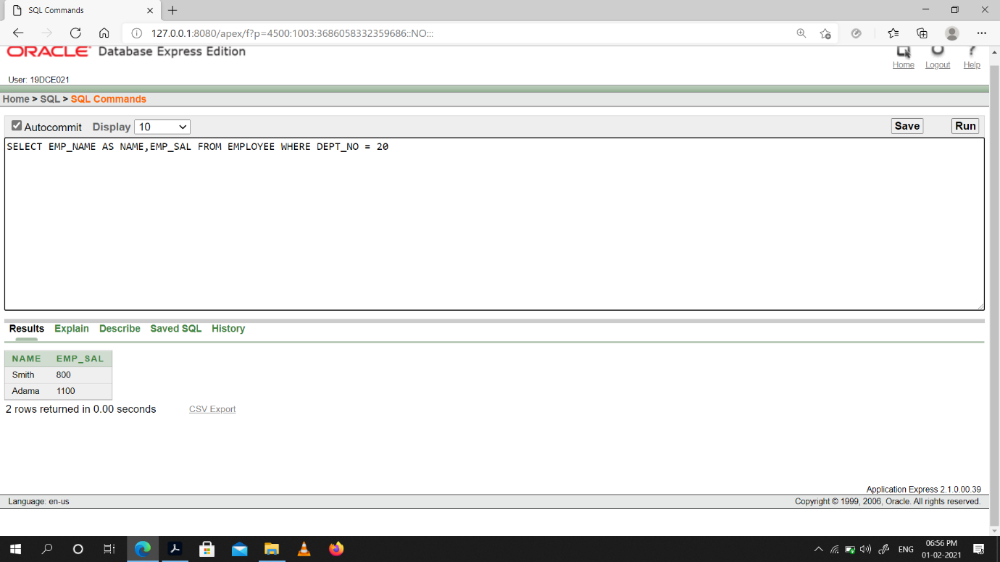 SQL Commands
127.0.0.1:8080/apex/f?p=4500:1003:3686058332359686::NO:::
ORACLE Database Express Edition
Home Logout Help
User: 19DCE021
Home > SQL > SQL Commands
Autocommit Display 10 Save Run
SELECT EMP_NAME AS NAME,EMP_SAL FROM EMPLOYEE WHERE DEPT_NO = 20
Results Explain Describe Saved SQL History
NAME EMP_SAL
Smith 800
Adama 1100
2 rows returned in 0.00 seconds CSV Export
Application Express 2.1.0.00.39
Language: en-us Copyright © 1999, 2006, Oracle. All rights reserved.
06:56 PM
ENG
01-02-2021